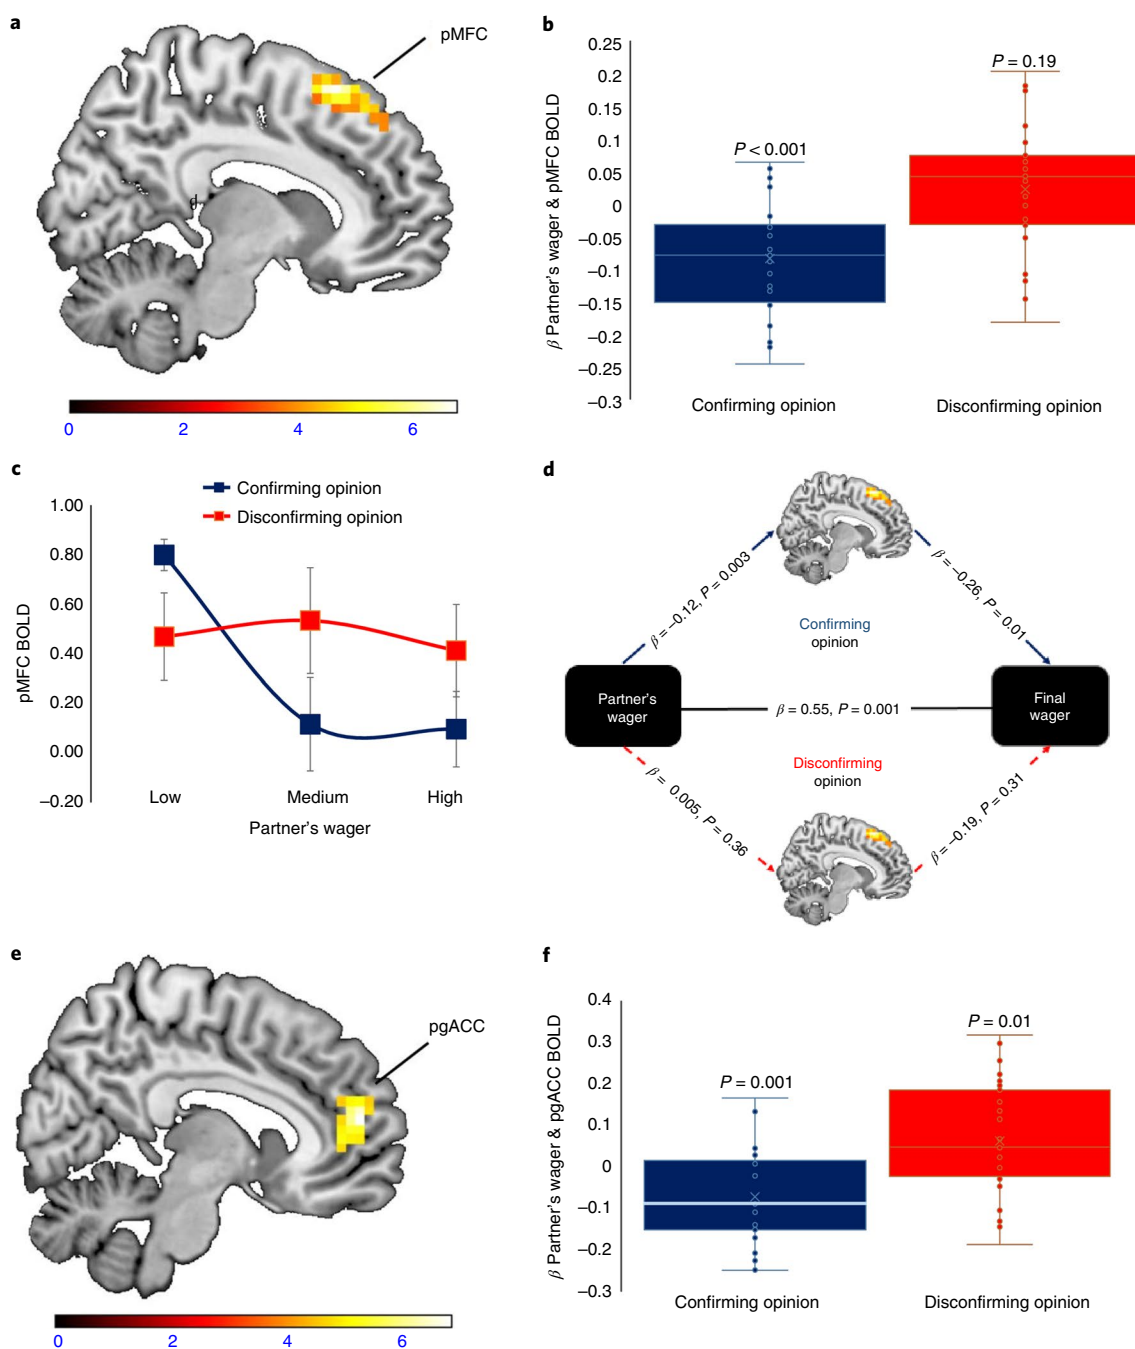 a
pMFC
d
0
2
4
6
b
0.25
0.2
0.15
0.1
0.05
0
–0.05
–0.1
–0.15
–0.2
–0.25
–0.3
β Partner's wager & pMFC BOLD
P < 0.001
P = 0.19
Confirming opinion
Disconfirming opinion
c
Confirming opinion
Disconfirming opinion
1.00
0.80
0.60
0.40
0.20
0.00
–0.20
pMFC BOLD
Low
Medium
High
Partner's wager
d
β = –0.12, P = 0.003
β = –0.26, P = 0.01
Confirming
opinion
Partner's
wager
β = 0.55, P = 0.001
Final
wager
Disconfirming
opinion
β = 0.005, P = 0.36
β = –0.19, P = 0.31
e
pgACC
0
2
4
6
f
0.4
0.3
0.2
0.1
0
–0.1
–0.2
–0.3
β Partner's wager & pgACC BOLD
P = 0.001
P = 0.01
Confirming opinion
Disconfirming opinion